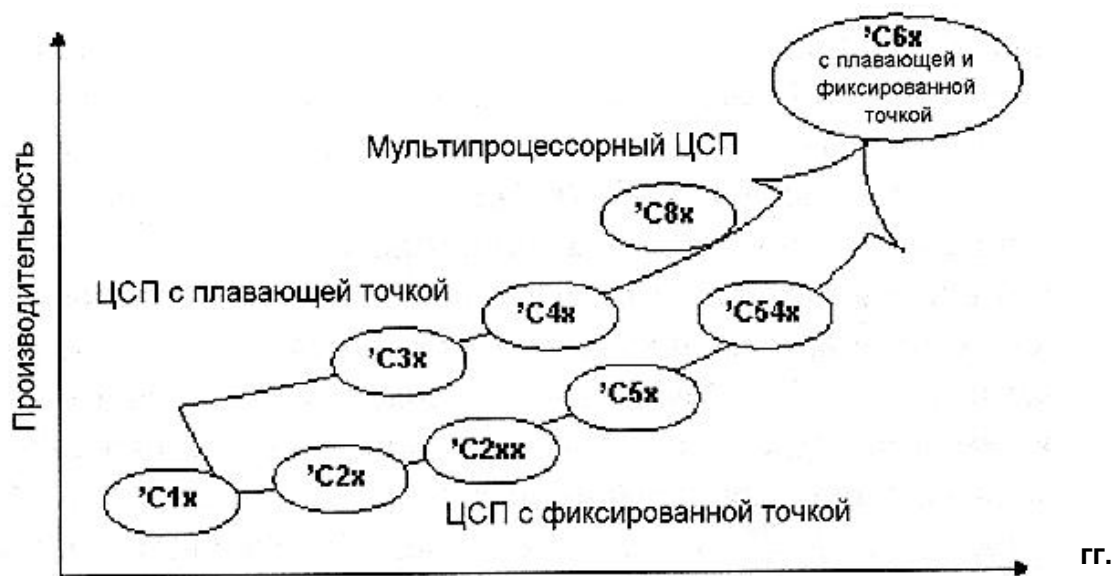 ’C6x
с плавающей и
фиксированной
точкой
Мультипроцессорный ЦСП
’C8x
ЦСП с плавающей точкой
’C4x
’C54x
’C3x
’C5x
’C2xx
’C2x
’C1x
ЦСП с фиксированной точкой
Производительность
гг.